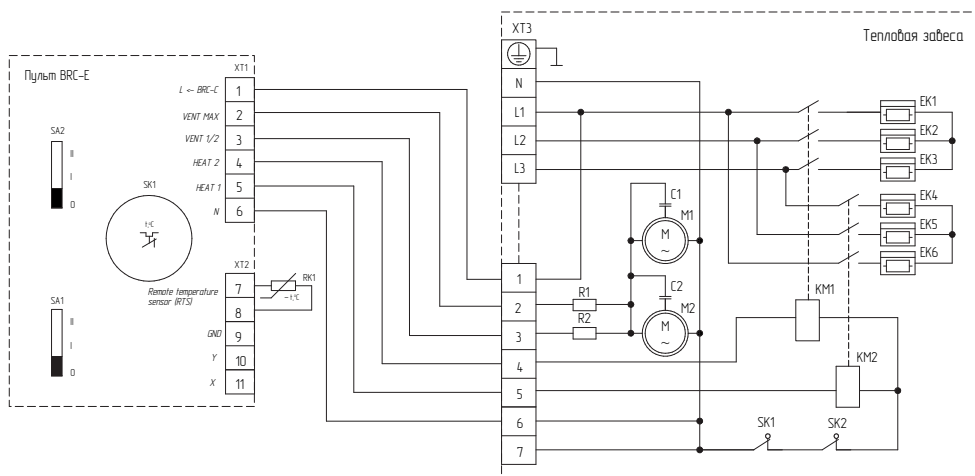 Пульт BRC-E
XT1
L <- BRC-C 1
VENT MAX 2
VENT 1/2 3
HEAT 2 4
HEAT 1 5
N 6
SA2
II
I
0
SK1
t,°C
XT2
7
8
Remote temperature
sensor (RTS)
RK1
- t,°C
GND 9
Y 10
X 11
SA1
II
I
0
Тепловая завеса
XT3
N
L1
L2
L3
1
2
3
4
5
6
7
EK1
EK2
EK3
EK4
EK5
EK6
C1
M1
M
~
C2
M2
M
~
R1
R2
KM1
KM2
SK1
SK2